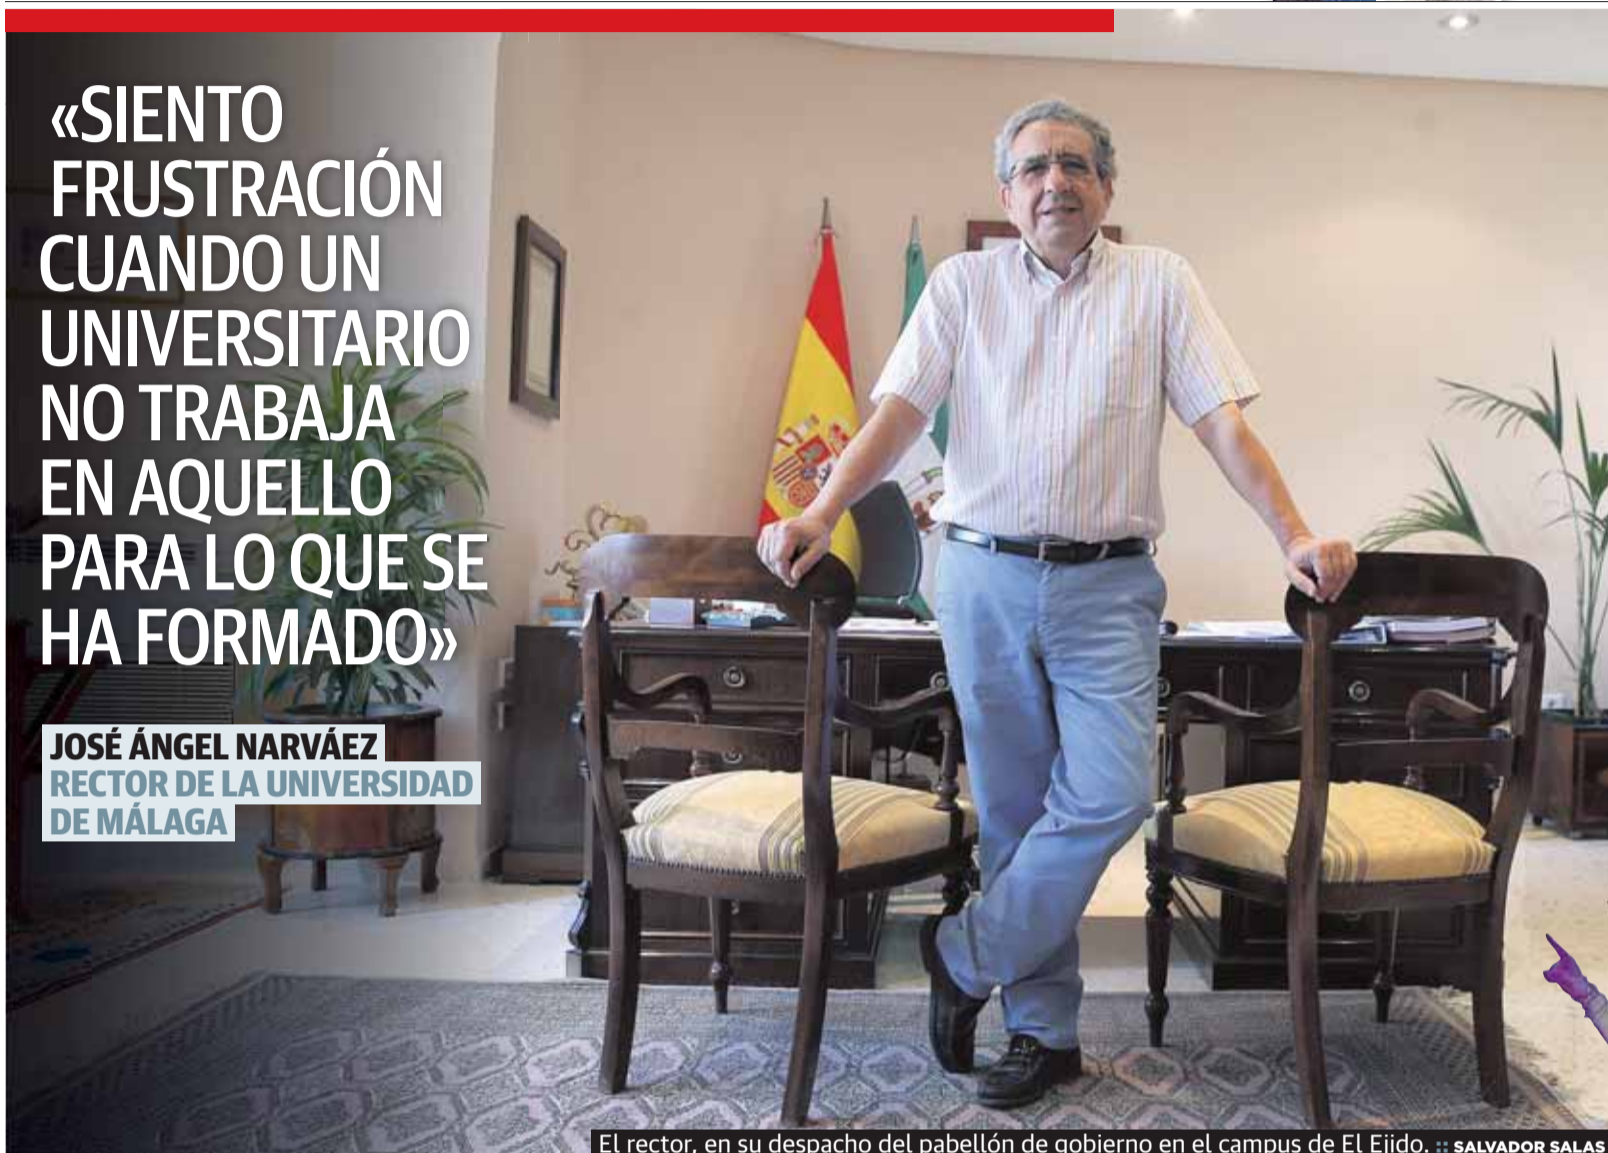 «SIENTO
FRUSTRACIÓN
CUANDO UN
UNIVERSITARIO
NO TRABAJA
EN AQUELLO
PARA LO QUE SE
HA FORMADO»
JOSÉ ÁNGEL NARVÁEZ
RECTOR DE LA UNIVERSIDAD
DE MÁLAGA
El rector, en su despacho del pabellón de gobierno en el campus de El Ejido. :: SALVADOR SALAS